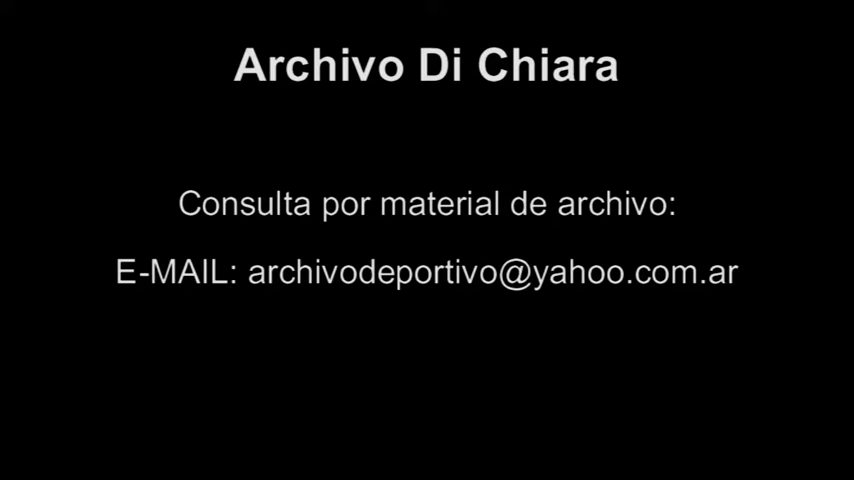 Archivo Di Chiara
Consulta por material de archivo:
E-MAIL: archivodeportivo@yahoo.com.ar